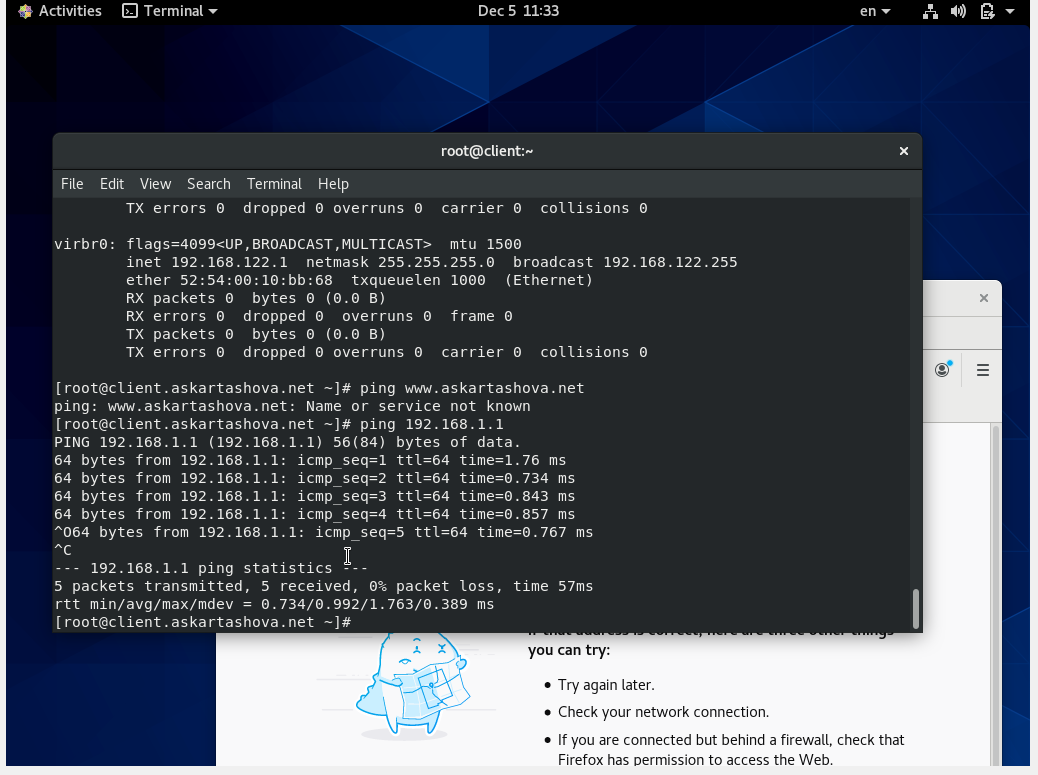 Activities Terminal Dec 5 11:33 en
root@client:~
File Edit View Search Terminal Help
TX errors 0  dropped 0 overruns 0  carrier 0  collisions 0
virbr0: flags=4099<UP,BROADCAST,MULTICAST>  mtu 1500
inet 192.168.122.1  netmask 255.255.255.0  broadcast 192.168.122.255
ether 52:54:00:10:bb:68  txqueuelen 1000  (Ethernet)
RX packets 0  bytes 0 (0.0 B)
RX errors 0  dropped 0  overruns 0  frame 0
TX packets 0  bytes 0 (0.0 B)
TX errors 0  dropped 0 overruns 0  carrier 0  collisions 0
[root@client.askartashova.net ~]# ping www.askartashova.net
ping: www.askartashova.net: Name or service not known
[root@client.askartashova.net ~]# ping 192.168.1.1
PING 192.168.1.1 (192.168.1.1) 56(84) bytes of data.
64 bytes from 192.168.1.1: icmp_seq=1 ttl=64 time=1.76 ms
64 bytes from 192.168.1.1: icmp_seq=2 ttl=64 time=0.734 ms
64 bytes from 192.168.1.1: icmp_seq=3 ttl=64 time=0.843 ms
64 bytes from 192.168.1.1: icmp_seq=4 ttl=64 time=0.857 ms
^O64 bytes from 192.168.1.1: icmp_seq=5 ttl=64 time=0.767 ms
^C
--- 192.168.1.1 ping statistics ---
5 packets transmitted, 5 received, 0% packet loss, time 57ms
rtt min/avg/max/mdev = 0.734/0.992/1.763/0.389 ms
[root@client.askartashova.net ~]#
If that address is correct, here are three other things
you can try:
• Try again later.
• Check your network connection.
• If you are connected but behind a firewall, check that
Firefox has permission to access the Web.